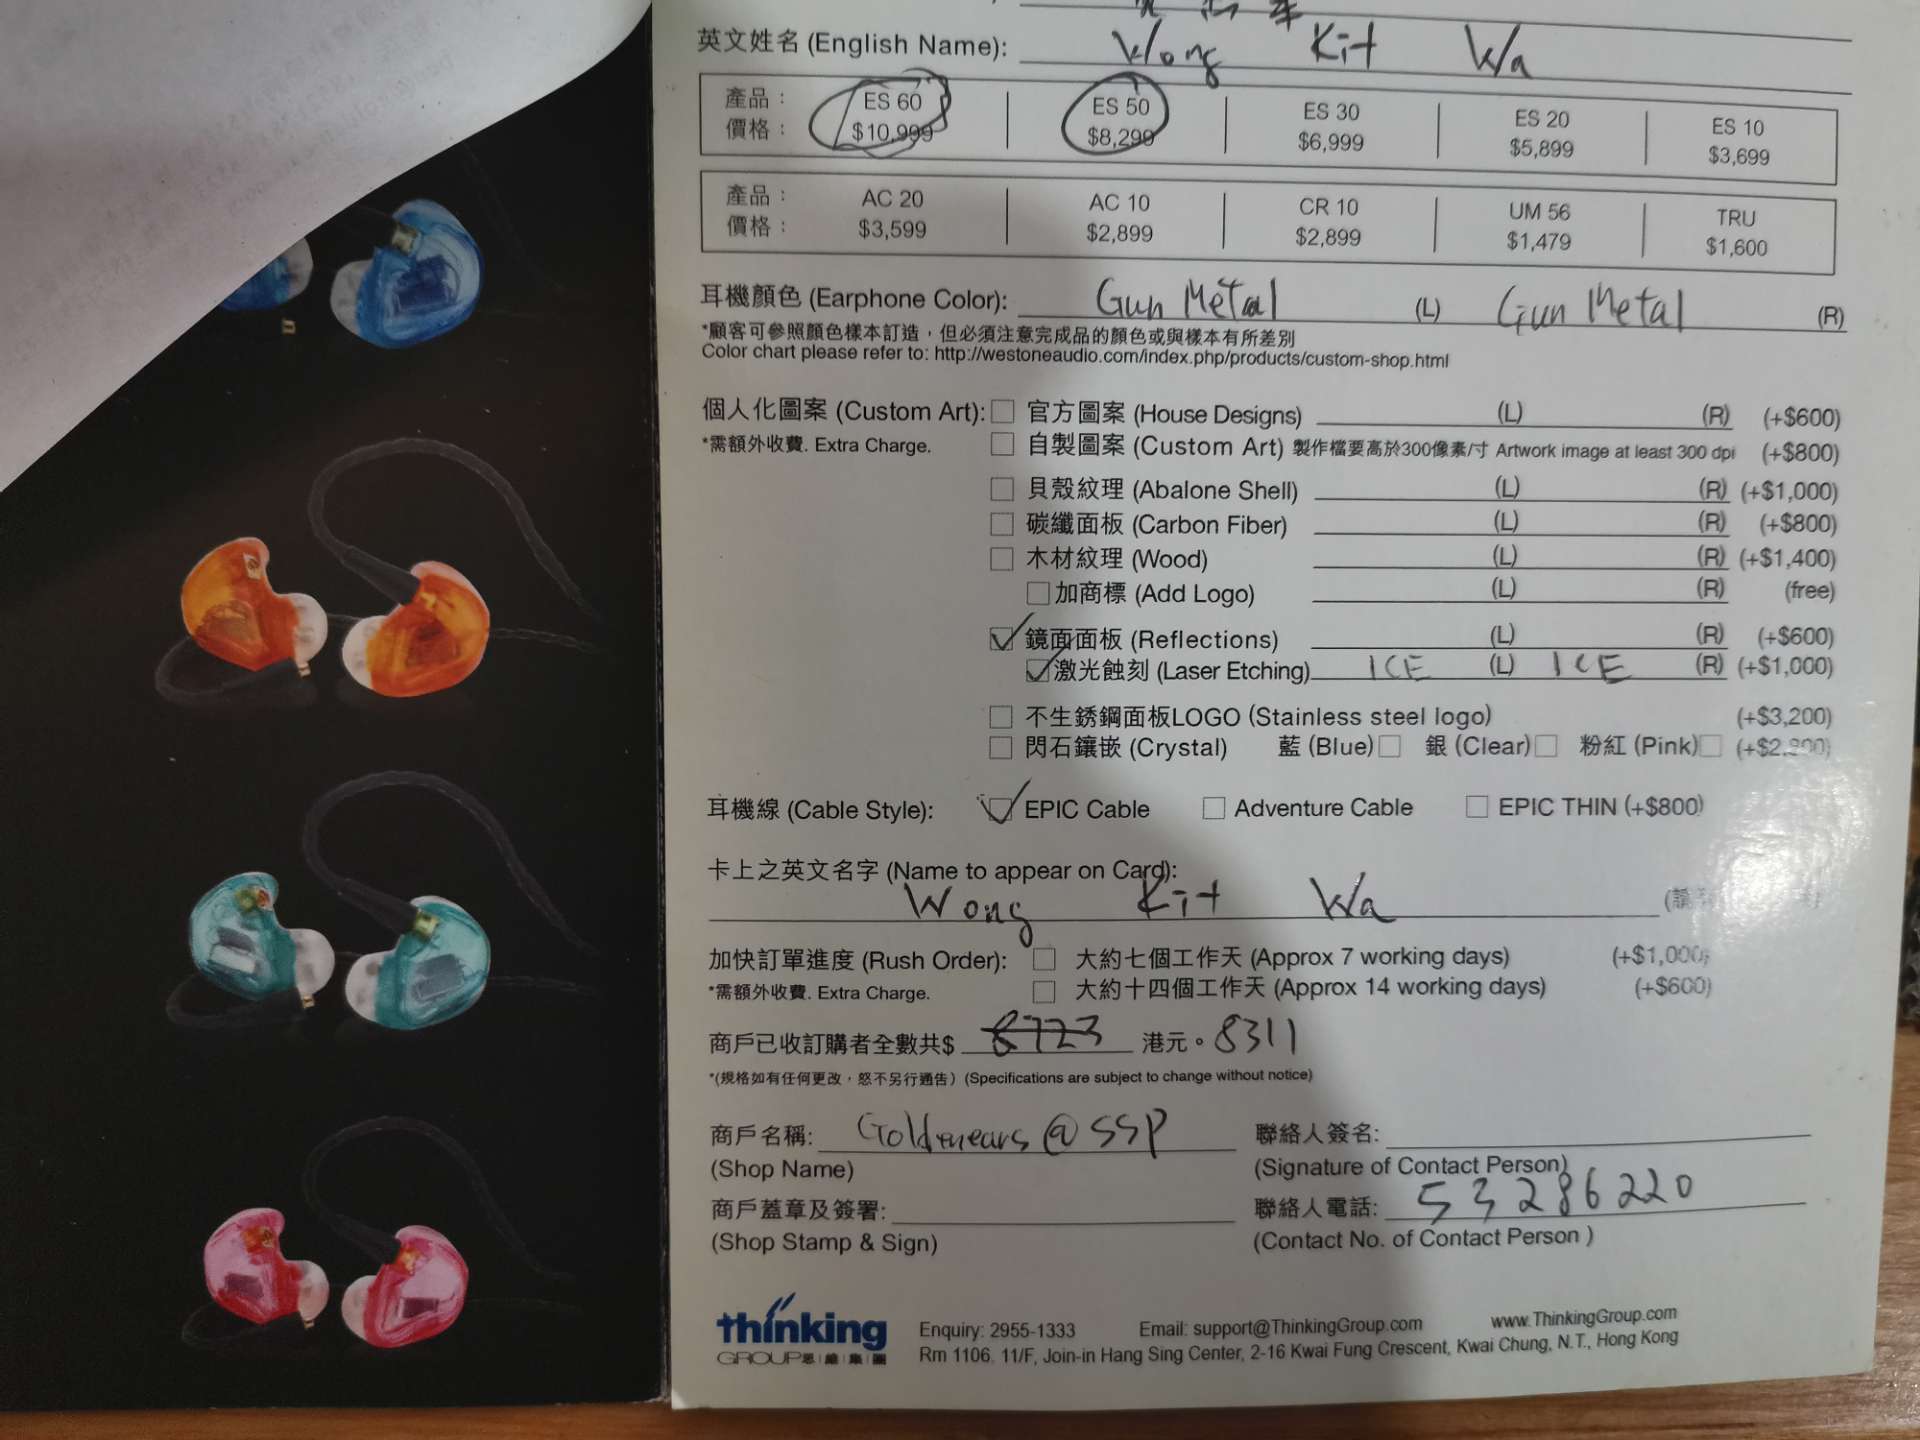 英文姓名 (English Name): Wong Kit Wa
產品： ES 60 ES 50 ES 30 ES 20 ES 10
價格： $10,999 $8,299 $6,999 $5,899 $3,699
產品： AC 20 AC 10 CR 10 UM 56 TRU
價格： $3,599 $2,899 $2,899 $1,479 $1,600
耳機顏色 (Earphone Color): Gun Metal (L) Gun Metal (R)
*顧客可參照顏色樣本訂造，但必須注意完成品的顏色或與樣本有所差別
Color chart please refer to: http://westoneaudio.com/index.php/products/custom-shop.html
個人化圖案 (Custom Art): 官方圖案 (House Designs) (L) (R) (+$600)
*需額外收費. Extra Charge. 自製圖案 (Custom Art) 製作檔要高於300像素/寸 Artwork image at least 300 dpi (+$800)
貝殼紋理 (Abalone Shell) (L) (R) (+$1,000)
碳纖面板 (Carbon Fiber) (L) (R) (+$800)
木材紋理 (Wood) (L) (R) (+$1,400)
加商標 (Add Logo) (L) (R) (free)
鏡面面板 (Reflections) (L) (R) (+$600)
激光蝕刻 (Laser Etching) ICE (L) ICE (R) (+$1,000)
不生銹鋼面板LOGO (Stainless steel logo) (+$3,200)
閃石鑲嵌 (Crystal) 藍 (Blue) 銀 (Clear) 粉紅 (Pink)
耳機線 (Cable Style): EPIC Cable Adventure Cable EPIC THIN (+$800)
卡上之英文名字 (Name to appear on Card):
Wong Kit Wa
加快訂單進度 (Rush Order): 大約七個工作天 (Approx 7 working days) (+$1,000)
*需額外收費. Extra Charge. 大約十四個工作天 (Approx 14 working days) (+$600)
商戶已收訂購者全數共$ 8723 港元。8311
*(規格如有任何更改，怒不另行通告) (Specifications are subject to change without notice)
商戶名稱: Goldenears@SSP 聯絡人簽名:
(Shop Name) (Signature of Contact Person)
商戶蓋章及簽署: 聯絡人電話: 53286220
(Shop Stamp & Sign) (Contact No. of Contact Person )
thinking
GROUP 思維集團
Enquiry: 2955-1333 Email: support@ThinkingGroup.com www.ThinkingGroup.com
Rm 1106. 11/F, Join-in Hang Sing Center, 2-16 Kwai Fung Crescent, Kwai Chung, N.T., Hong Kong